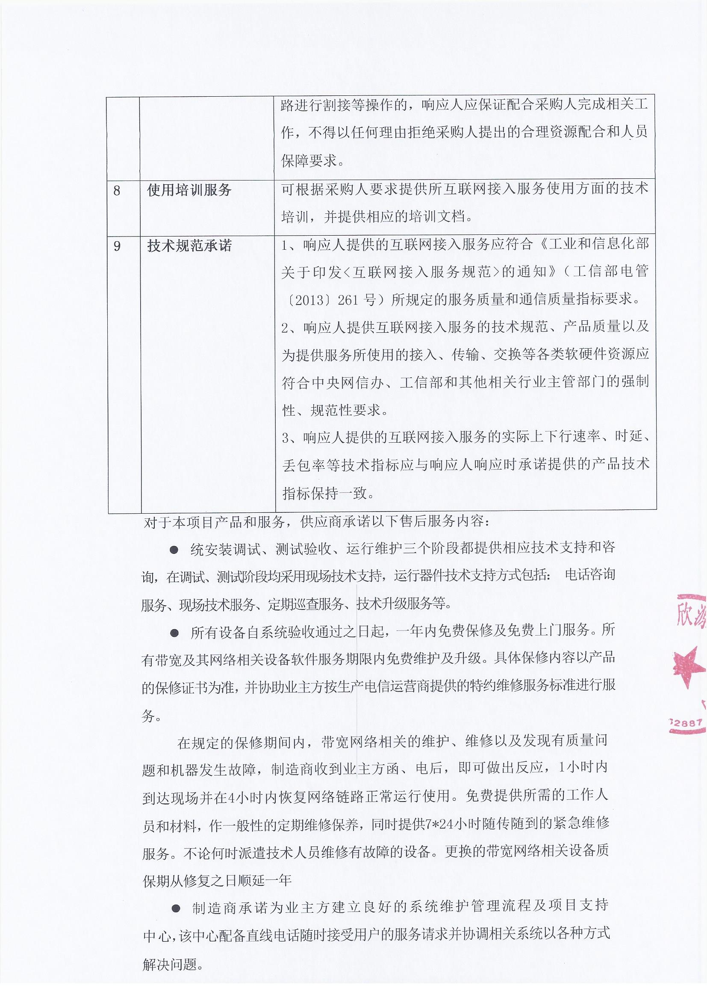 路进行割接等操作的，响应人应保证配合采购人完成相关工
作，不得以任何理由拒绝采购人提出的合理资源配合和人员
保障要求。
8 使用培训服务 可根据采购人要求提供所互联网接入服务使用方面的技术
培训，并提供相应的培训文档。
9 技术规范承诺 1、响应人提供的互联网接入服务应符合《工业和信息化部
关于印发<互联网接入服务规范>的通知》（工信部电管
〔2013〕261 号）所规定的服务质量和通信质量指标要求。
2、响应人提供互联网接入服务的技术规范、产品质量以及
为提供服务所使用的接入、传输、交换等各类软硬件资源应
符合中央网信办、工信部和其他相关行业主管部门的强制
性、规范性要求。
3、响应人提供的互联网接入服务的实际上下行速率、时延、
丢包率等技术指标应与响应人响应时承诺提供的产品技术
指标保持一致。
对于本项目产品和服务，供应商承诺以下售后服务内容：
● 统安装调试、测试验收、运行维护三个阶段都提供相应技术支持和咨
询，在调试、测试阶段均采用现场技术支持，运行器件技术支持方式包括： 电话咨询
服务、现场技术服务、定期巡查服务、技术升级服务等。
● 所有设备自系统验收通过之日起，一年内免费保修及免费上门服务。所
有带宽及其网络相关设备软件服务期限内免费维护及升级。具体保修内容以产品
的保修证书为准，并协助业主方按生产电信运营商提供的特约维修服务标准进行服
务。
在规定的保修期间内，带宽网络相关的维护、维修以及发现有质量问
题和机器发生故障，制造商收到业主方函、电后，即可做出反应，1小时内
到达现场并在4小时内恢复网络链路正常运行使用。免费提供所需的工作人
员和材料，作一般性的定期维修保养，同时提供7*24小时随传随到的紧急维修
服务。不论何时派遣技术人员维修有故障的设备。更换的带宽网络相关设备质
保期从修复之日顺延一年
● 制造商承诺为业主方建立良好的系统维护管理流程及项目支持
中心，该中心配备直线电话随时接受用户的服务请求并协调相关系统以各种方式
解决问题。
欣
62887